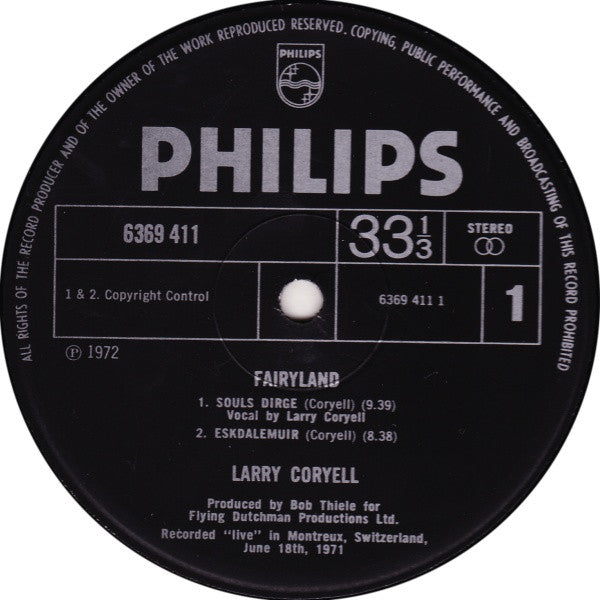 ALL RIGHTS OF THE RECORD PRODUCER AND OF THE OWNER OF THE WORK REPRODUCED RESERVED. COPYING, PUBLIC PERFORMANCE AND BROADCASTING OF THIS RECORD PROHIBITED
PHILIPS
PHILIPS
6369 411
33 1/3
STEREO
1 & 2. Copyright Control
6369 411 1
1
Ⓟ 1972
FAIRYLAND
1. SOULS DIRGE (Coryell) (9.39)
Vocal by Larry Coryell
2. ESKDALEMUIR (Coryell) (8.38)
LARRY CORYELL
Produced by Bob Thiele for
Flying Dutchman Productions Ltd.
Recorded "live" in Montreux, Switzerland,
June 18th, 1971